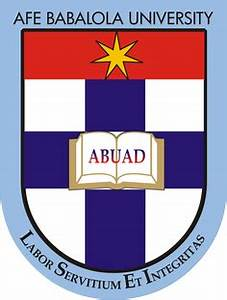 AFE BABALOLA UNIVERSITY
ABUAD
LABOR SERVITIUM ET INTEGRITAS